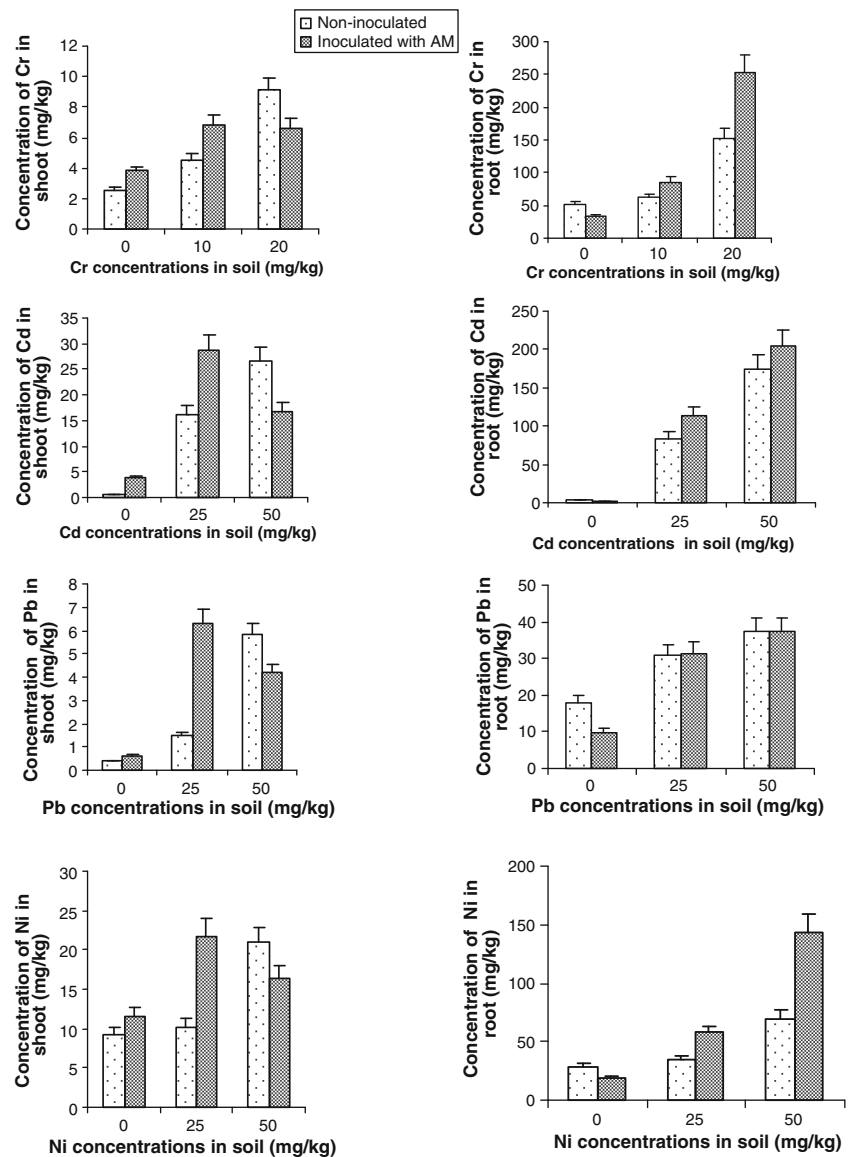 Non-inoculated
Inoculated with AM
Concentration of Cr in
shoot (mg/kg)
12
10
8
6
4
2
0
0 10 20
Cr concentrations in soil (mg/kg)
Concentration of Cr in
root (mg/kg)
300
250
200
150
100
50
0
0 10 20
Cr concentrations in soil (mg/kg)
Concentration of Cd in
shoot (mg/kg)
35
30
25
20
15
10
5
0
0 25 50
Cd concentrations in soil (mg/kg)
Concentration of Cd in
root (mg/kg)
250
200
150
100
50
0
0 25 50
Cd concentrations in soil (mg/kg)
Concentration of Pb in
shoot (mg/kg)
8
7
6
5
4
3
2
1
0
0 25 50
Pb concentrations in soil (mg/kg)
Concentration of Pb in
root (mg/kg)
50
40
30
20
10
0
0 25 50
Pb concentrations in soil (mg/kg)
Concentration of Ni in
shoot (mg/kg)
30
25
20
15
10
5
0
0 25 50
Ni concentrations in soil (mg/kg)
Concentration of Ni in
root (mg/kg)
200
150
100
50
0
0 25 50
Ni concentrations in soil (mg/kg)